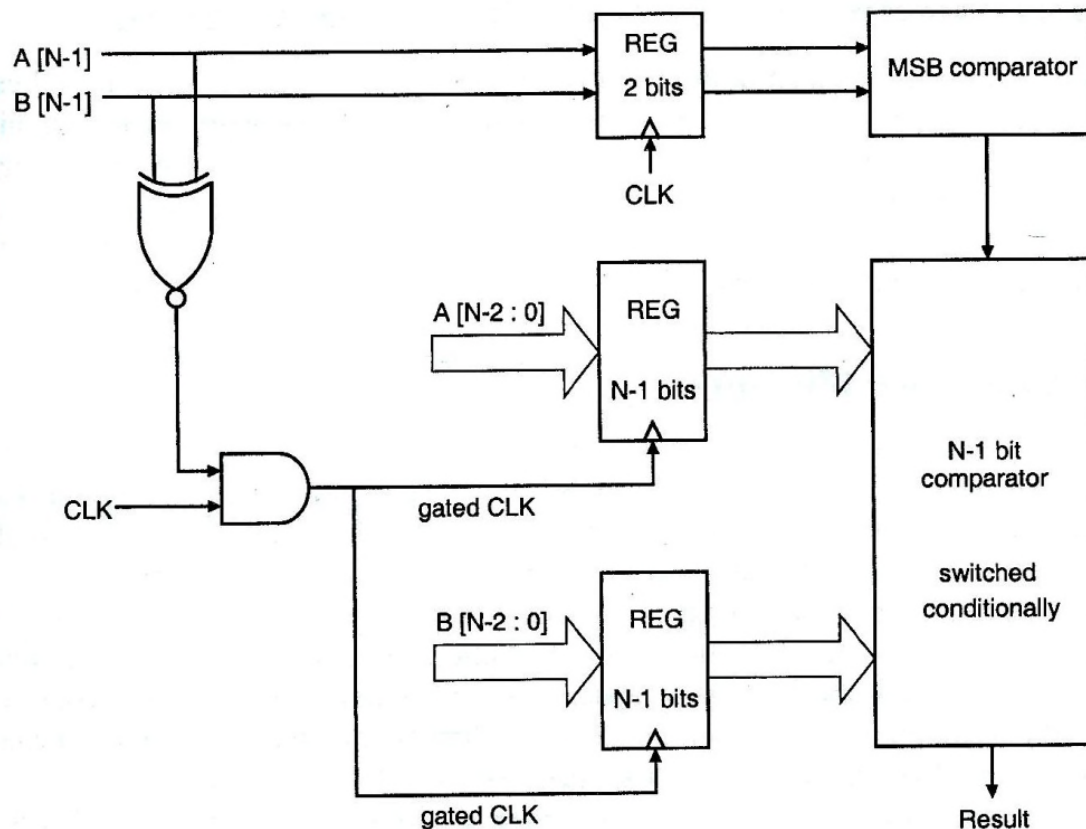 A [N-1]
B [N-1]
REG
2 bits
MSB comparator
CLK
A [N-2 : 0]
REG
N-1 bits
N-1 bit
comparator
switched
conditionally
CLK
gated CLK
B [N-2 : 0]
REG
N-1 bits
gated CLK
Result